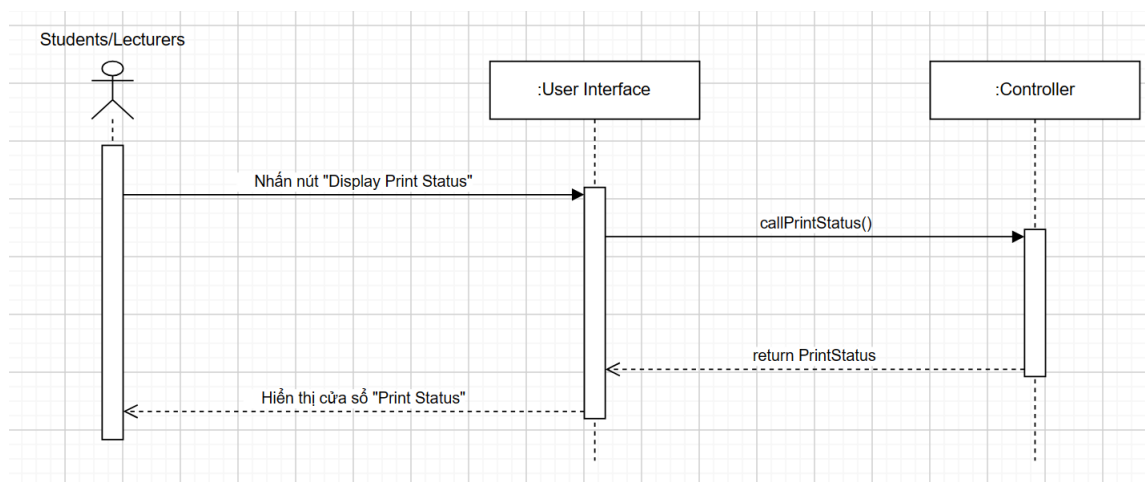 Students/Lecturers
:User Interface
:Controller
Nhấn nút "Display Print Status"
callPrintStatus()
return PrintStatus
Hiển thị cửa sổ "Print Status"